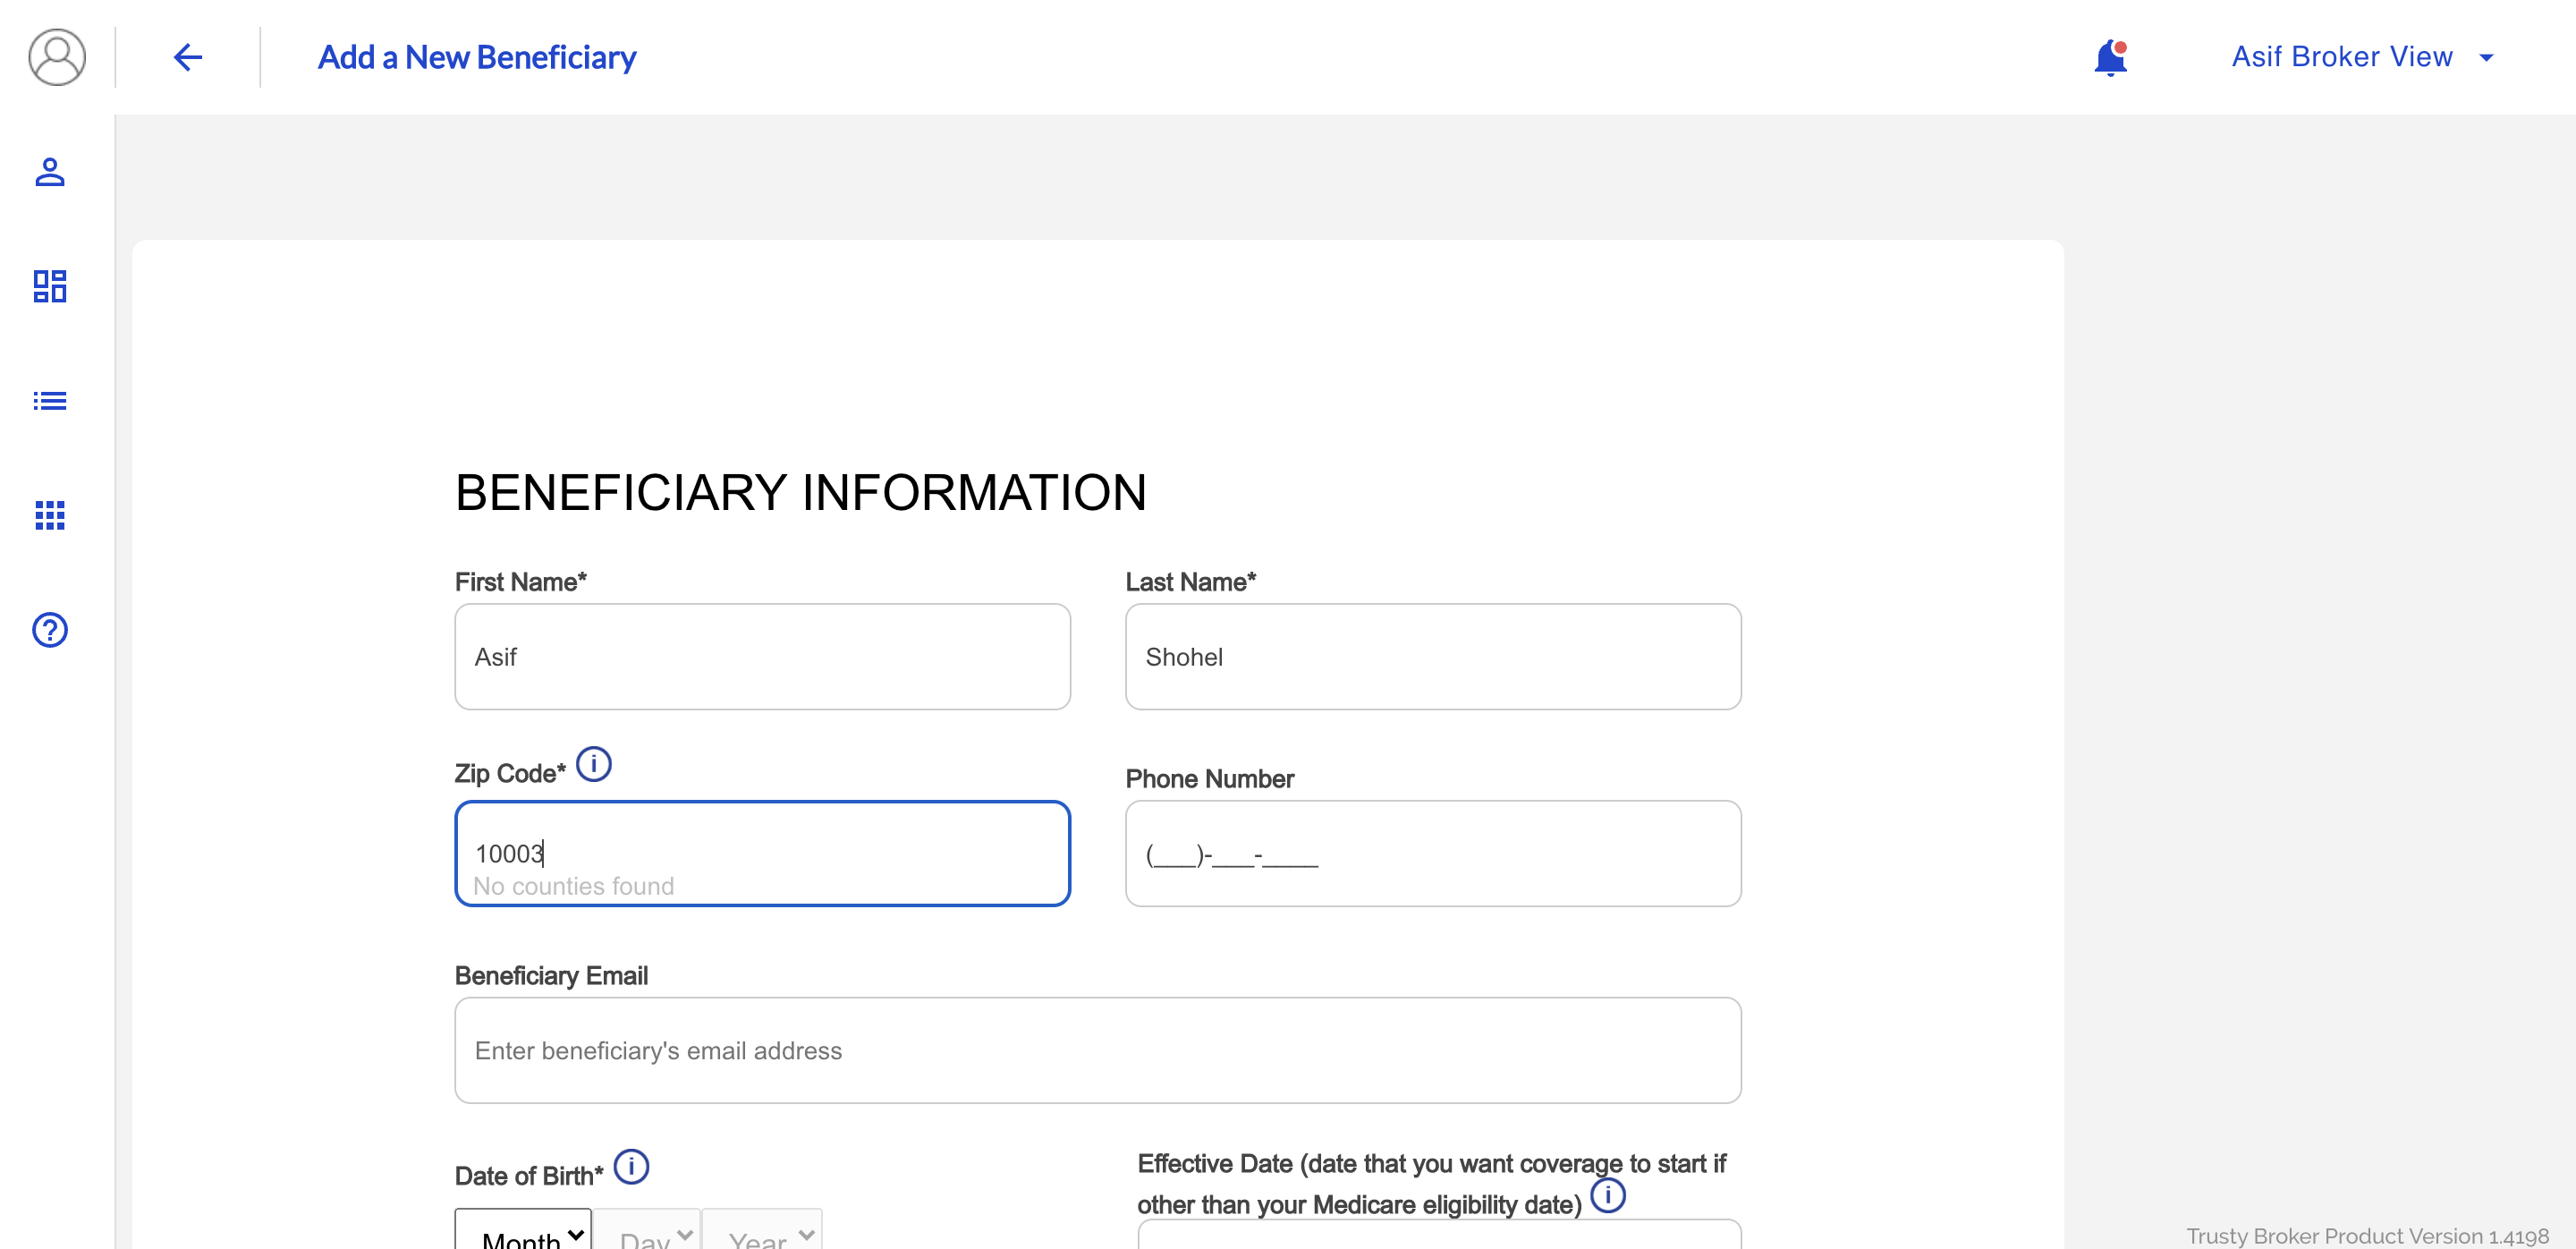 Add a New Beneficiary
Asif Broker View
BENEFICIARY INFORMATION
First Name*
Last Name*
Asif
Shohel
Zip Code*
Phone Number
10003
No counties found
(___)-___-____
Beneficiary Email
Enter beneficiary's email address
Date of Birth*
Effective Date (date that you want coverage to start if
other than your Medicare eligibility date)
Month
Day
Year
Trusty Broker Product Version 1.4198